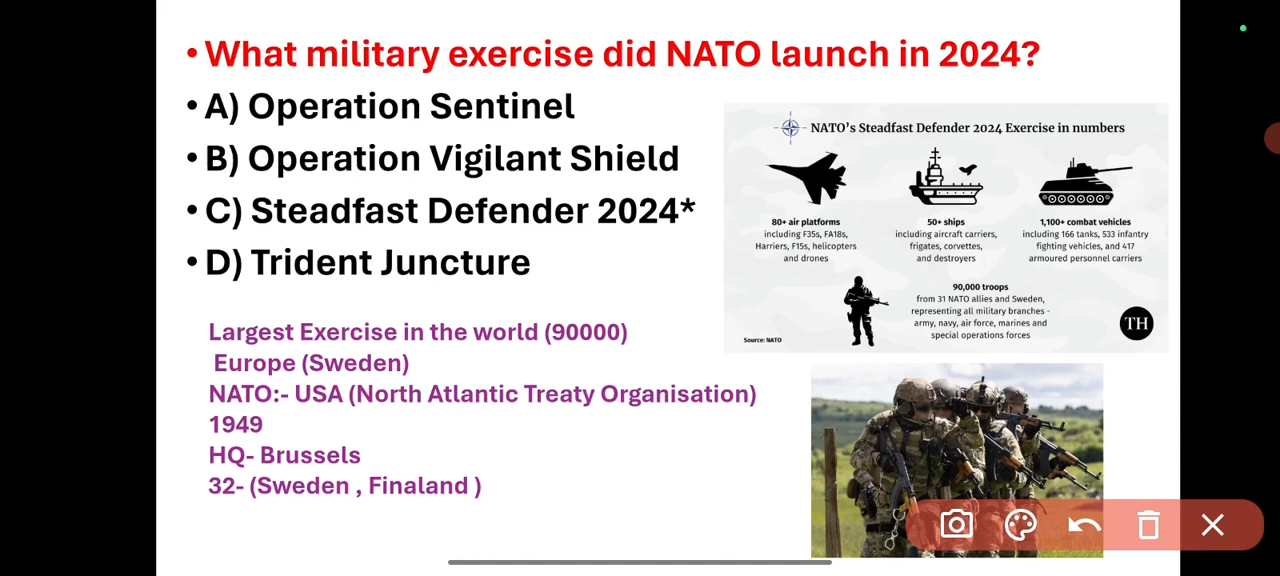 • What military exercise did NATO launch in 2024?
• A) Operation Sentinel
• B) Operation Vigilant Shield
• C) Steadfast Defender 2024*
• D) Trident Juncture
Largest Exercise in the world (90000)
Europe (Sweden)
NATO:- USA (North Atlantic Treaty Organisation)
1949
HQ- Brussels
32- (Sweden , Finaland )
NATO's Steadfast Defender 2024 Exercise in numbers
80+ air platforms
including F35s, FA18s,
Harriers, F15s, helicopters
and drones
50+ ships
including aircraft carriers,
frigates, corvettes,
and destroyers
1,100+ combat vehicles
including 166 tanks, 533 infantry
fighting vehicles, and 417
armoured personnel carriers
90,000 troops
from 31 NATO allies and Sweden,
representing all military branches -
army, navy, air force, marines and
special operations forces
Source: NATO
TH